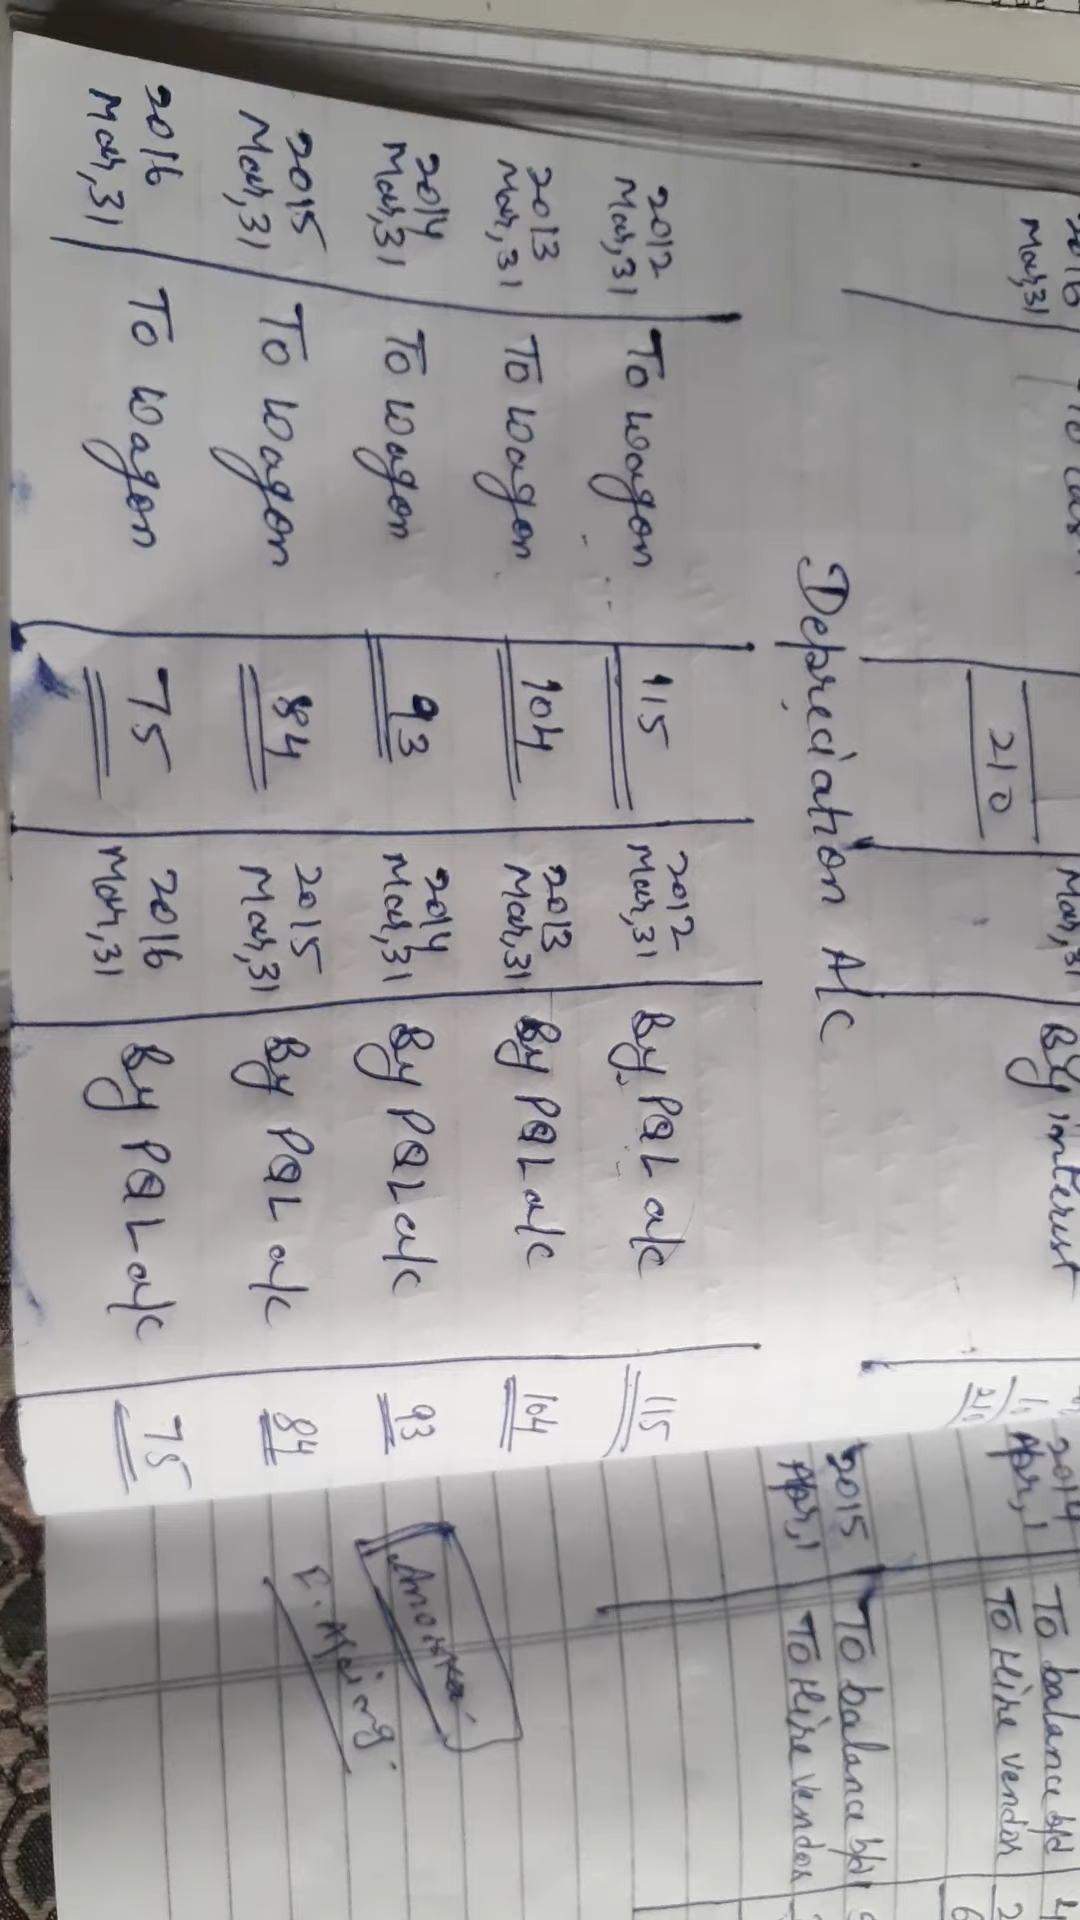 2016
Mar,31
210
Mar,31
By interest
Depreciation A/c
2012
Mar,31 To Wagon 115 2012
Mar,31 By P&L a/c 115
2013
Mar,31 To Wagon 104 2013
Mar,31 By P&L a/c 104
2014
Mar,31 To Wagon 93 2014
Mar,31 By P&L a/c 93
2015
Mar,31 To Wagon 84 2015
Mar,31 By P&L a/c 84
2016
Mar,31 To Wagon 75 2016
Mar,31 By P&L a/c 75
2014 To balance b/d
Apr,1 To Hire vendor
2015 To balance b/d
Apr,1 To Hire vendor